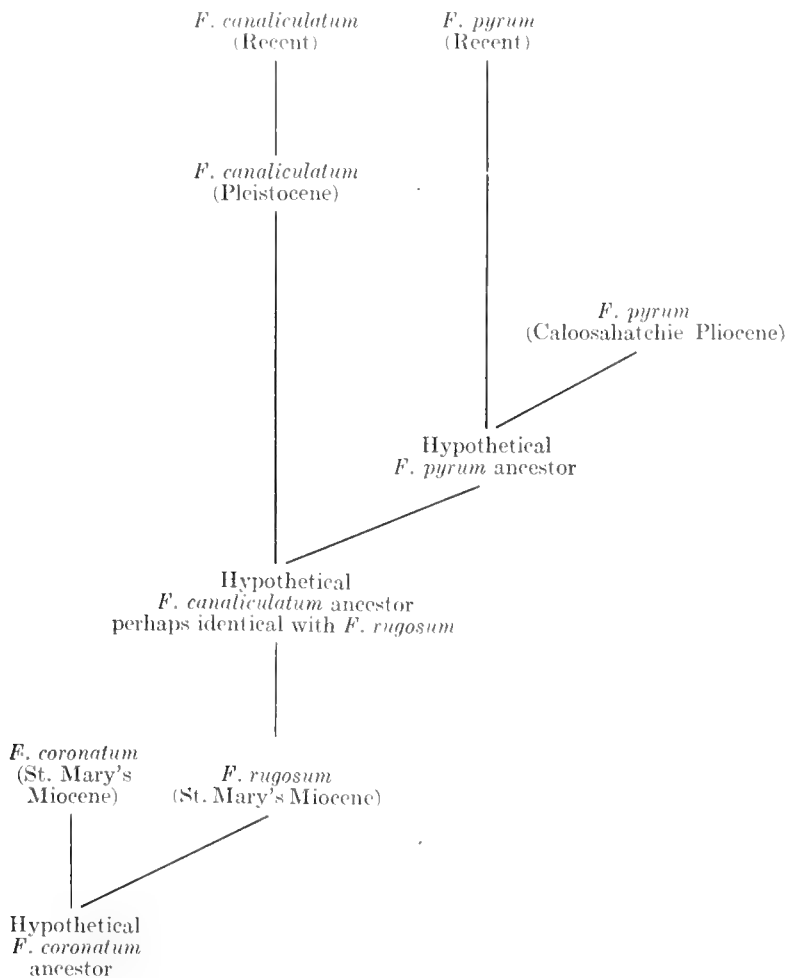 F. canaliculatum
(Recent)
F. pyrum
(Recent)
F. canaliculatum
(Pleistocene)
F. pyrum
(Caloosahatchie Pliocene)
Hypothetical
F. pyrum ancestor
Hypothetical
F. canaliculatum ancestor
perhaps identical with F. rugosum
F. coronatum
(St. Mary's
Miocene)
F. rugosum
(St. Mary's Miocene)
Hypothetical
F. coronatum
ancestor